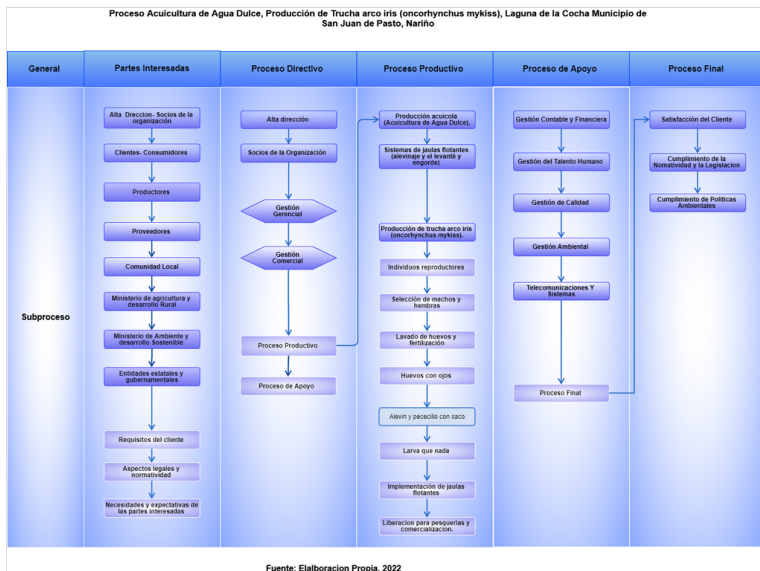 Proceso Acuicultura de Agua Dulce, Producción de Trucha arco iris (oncorhynchus mykiss), Laguna de la Cocha Municipio de
San Juan de Pasto, Nariño
General
Partes Interesadas
Proceso Directivo
Proceso Productivo
Proceso de Apoyo
Proceso Final
Subproceso
Alta Dreccion- Socios de la
organización
Clientes- Consumidores
Productores
Proveedores
Comunidad Local
Ministerio de agricultura y
desarrollo Rural
Ministerio de Ambiente y
desarrollo Sostenible
Entidades estatales y
gubernamentales
Requisitos del cliente
Aspectos legales y
normatividad
Necesidades y expectativas de
las partes interesadas
Alta dirección
Socios de la Organización
Gestión
Gerencial
Gestión
Comercial
Proceso Productivo
Proceso de Apoyo
Producción acuicola
(Acuicultura de Agua Dulce),
Sistemas de jaulas flotantes
(alevinaje y el levante y
engorde)
Producción de trucha arco iris
(oncorhynchus mykiss).
Individuos reproductores
Selección de machos y
hembras
Lavado de huevos y
fertilización
Huevos con ojos
Alevin y pececillo con saco
Larva que nada
Implementación de jaulas
flotantes
Liberacion para pesquerias y
comercialización.
Gestión Contable y Financiera
Gestión del Talento Humano
Gestión de Calidad
Gestión Ambiental
Telecomunicaciones Y
Sistemas
Proceso Final
Satisfacción del Cliente
Cumplimiento de la
Normatividad y la Legislacion
Cumplimiento de Politicas
Ambientales
Fuente: Elalboracion Propia, 2022